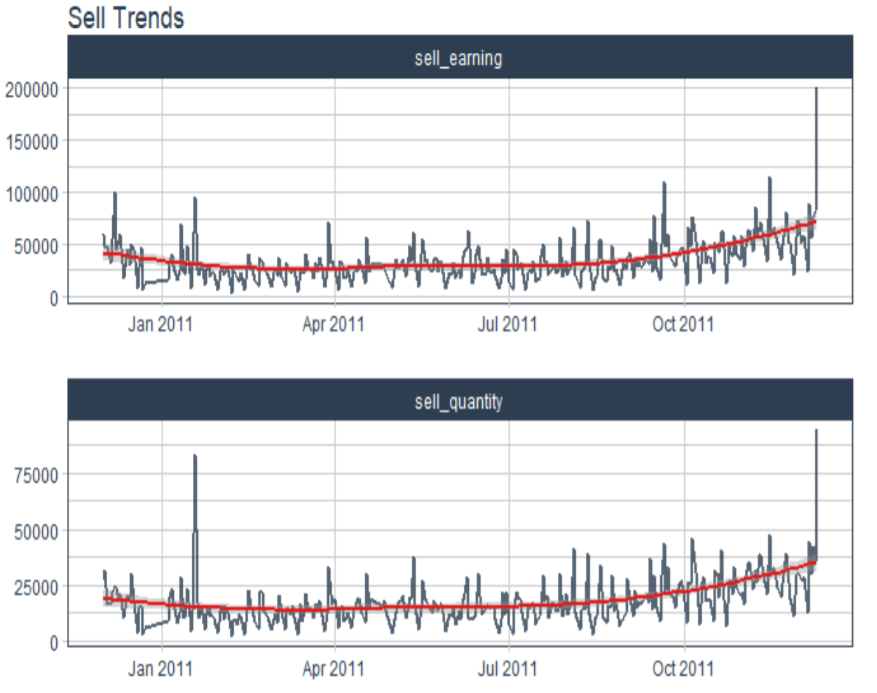 Sell Trends
sell_earning
200000
150000
100000
50000
0
Jan 2011 Apr 2011 Jul 2011 Oct 2011
sell_quantity
75000
50000
25000
0
Jan 2011 Apr 2011 Jul 2011 Oct 2011